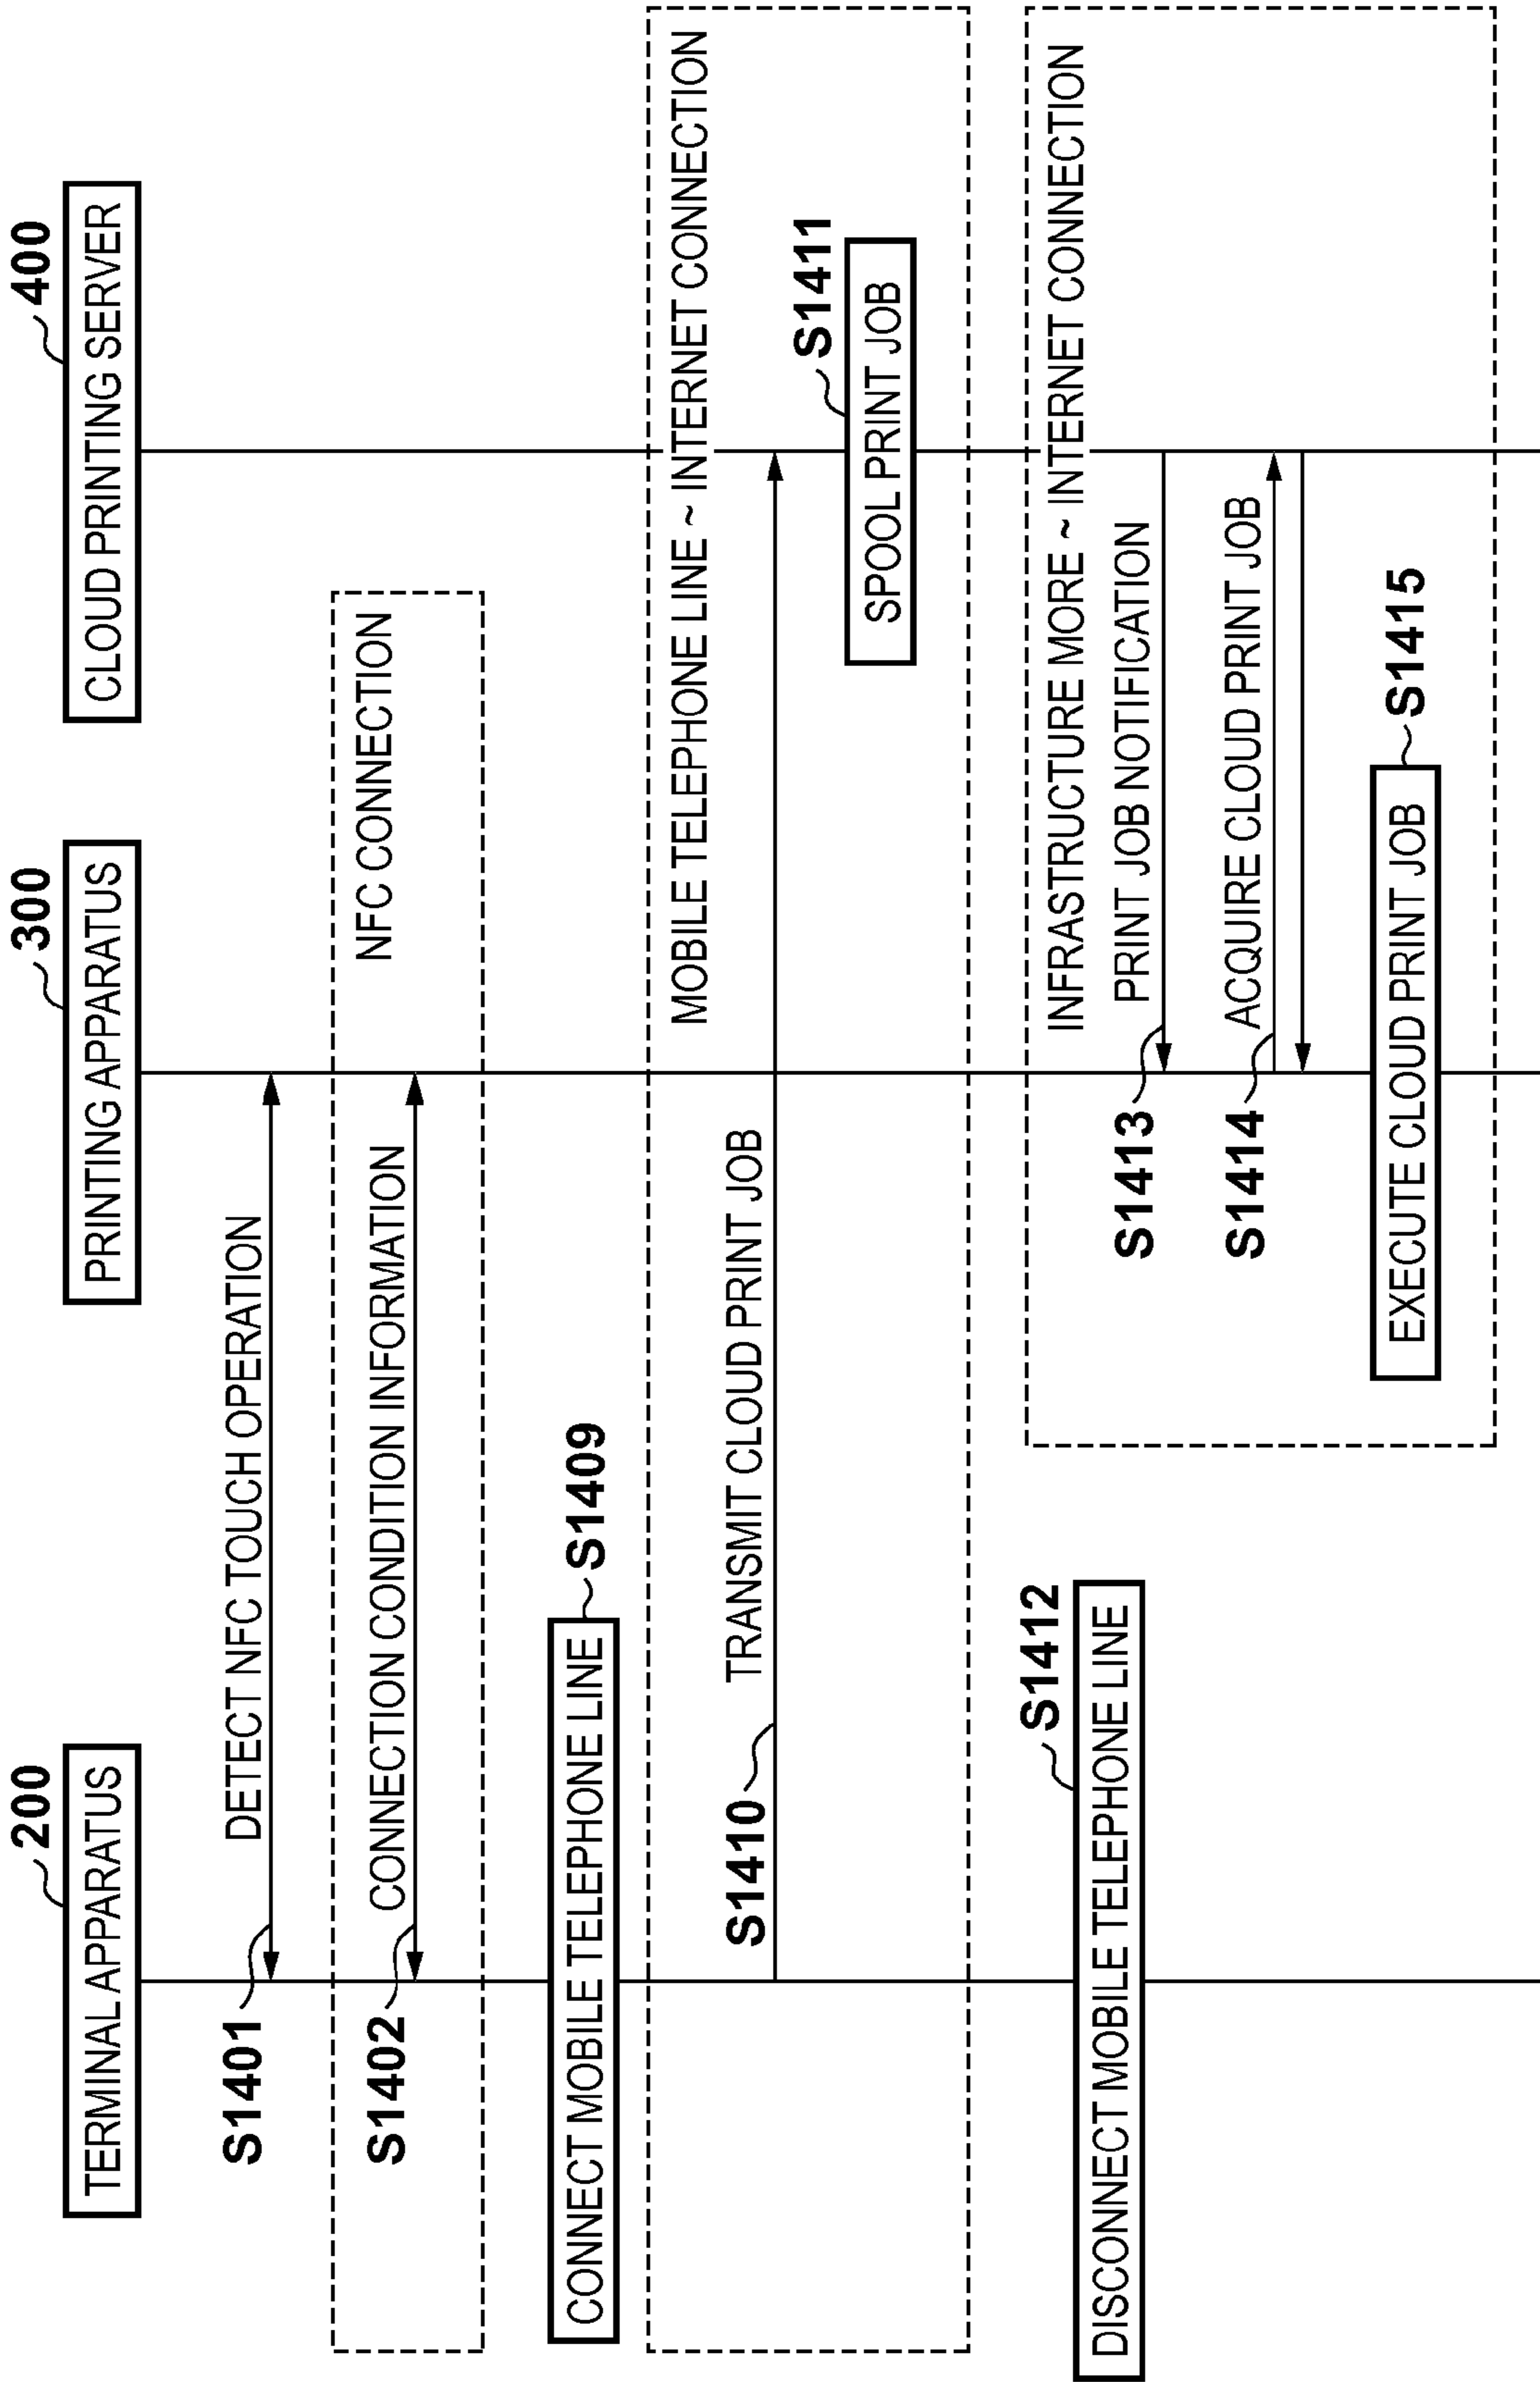 200
TERMINAL APPARATUS
300
PRINTING APPARATUS
400
CLOUD PRINTING SERVER
S1401
DETECT NFC TOUCH OPERATION
NFC CONNECTION
S1402
CONNECTION CONDITION INFORMATION
CONNECT MOBILE TELEPHONE LINE
S1409
MOBILE TELEPHONE LINE ~ INTERNET CONNECTION
S1410
TRANSMIT CLOUD PRINT JOB
S1411
SPOOL PRINT JOB
S1412
DISCONNECT MOBILE TELEPHONE LINE
INFRASTRUCTURE MORE ~ INTERNET CONNECTION
S1413
PRINT JOB NOTIFICATION
S1414
ACQUIRE CLOUD PRINT JOB
EXECUTE CLOUD PRINT JOB
S1415